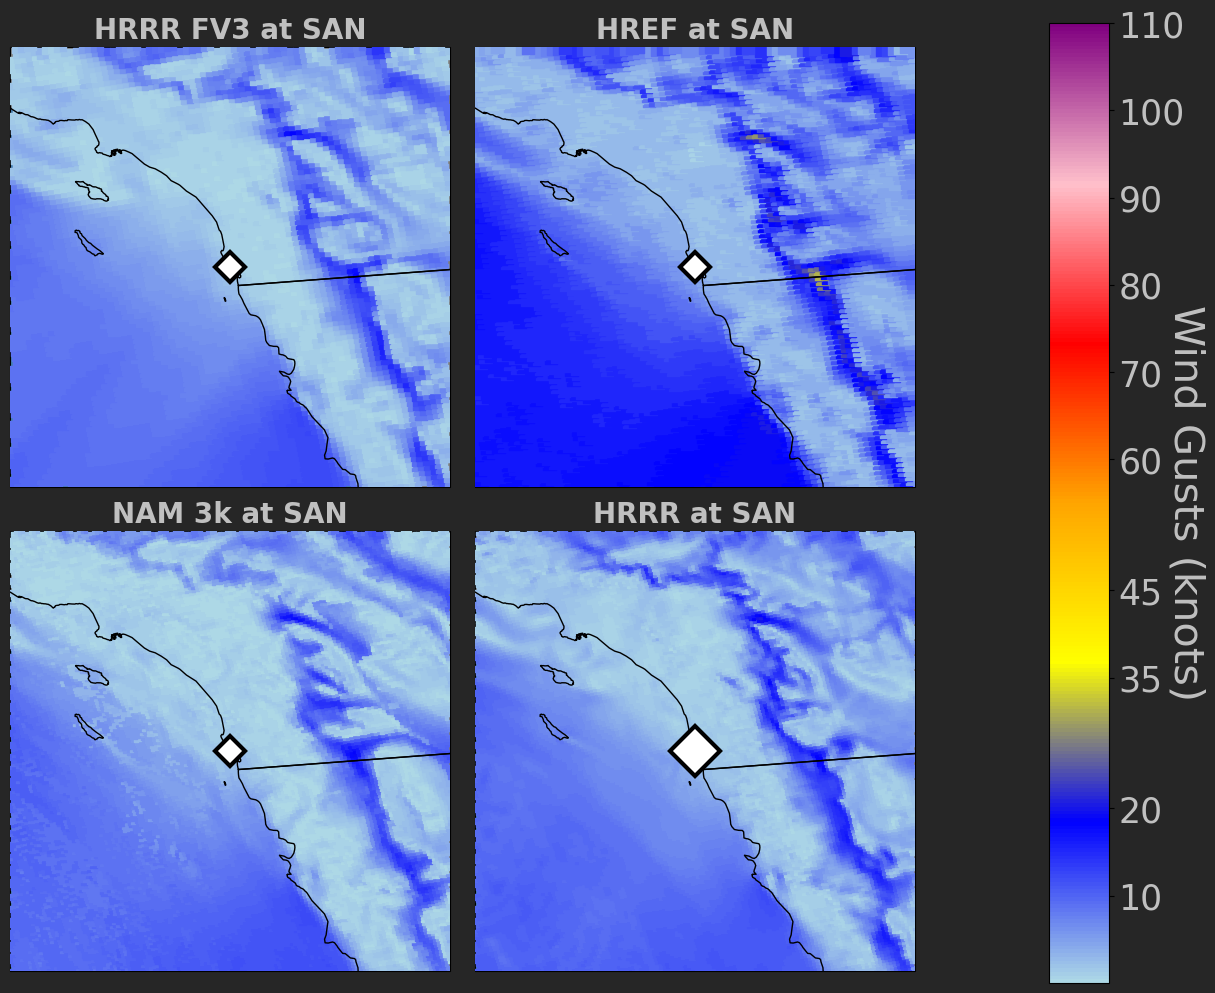 HRRR FV3 at SAN
HREF at SAN
NAM 3k at SAN
HRRR at SAN
110
100
90
80
70
60
45
35
20
10
Wind Gusts (knots)